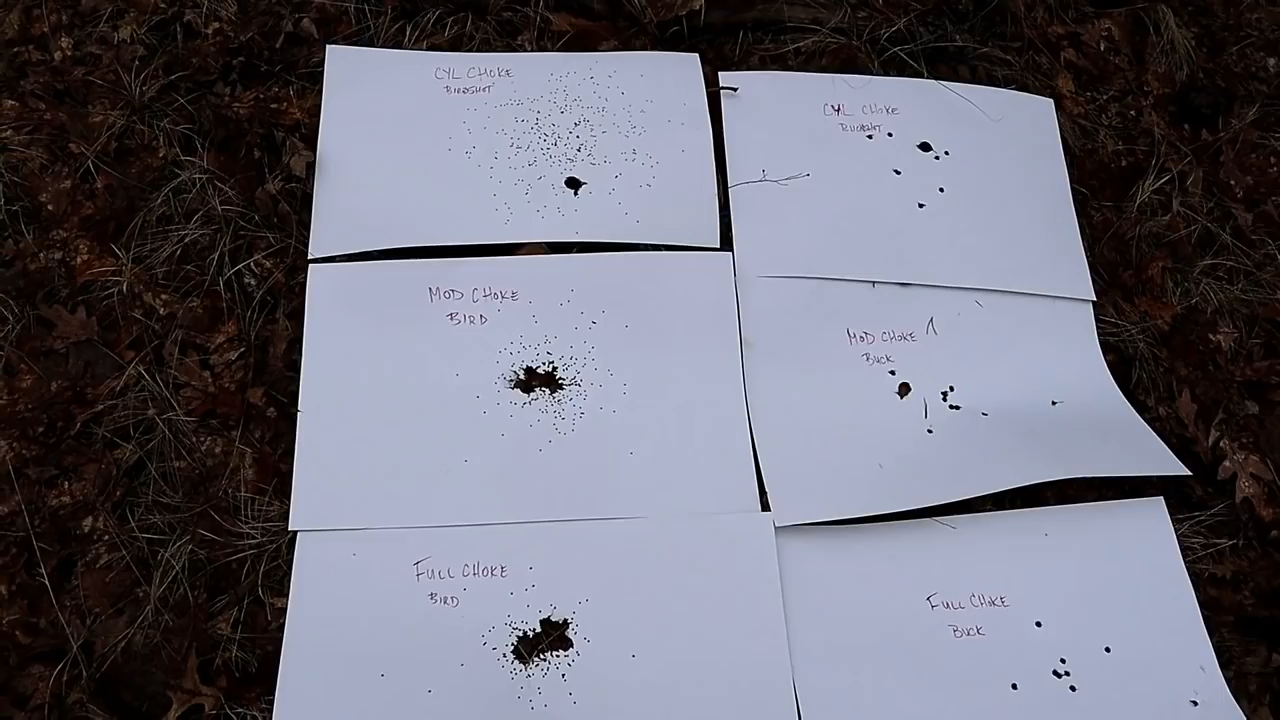 CYL CHOKE
BIRDSHOT
CYL CHOKE
BUCKSHOT
MOD CHOKE
BIRD
MOD CHOKE
BUCK
FULL CHOKE
BIRD
FULL CHOKE
BUCK